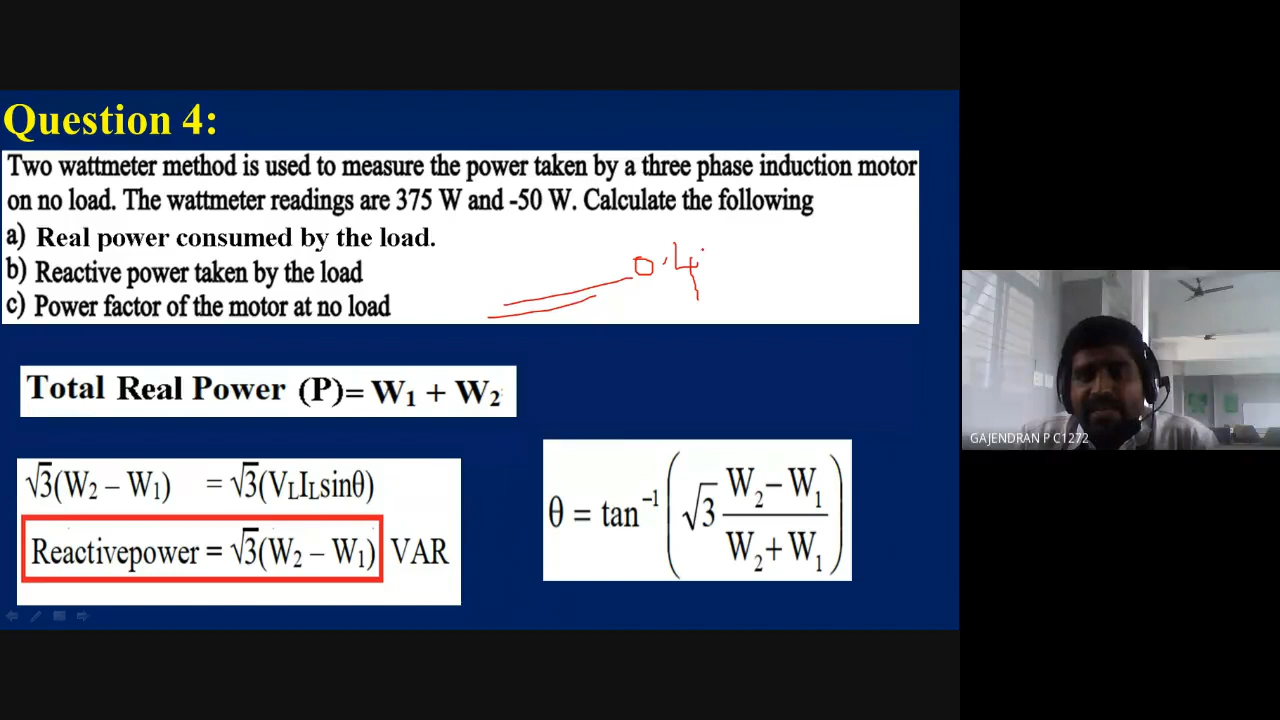 Question 4:
Two wattmeter method is used to measure the power taken by a three phase induction motor
on no load. The wattmeter readings are 375 W and -50 W. Calculate the following
a) Real power consumed by the load.
b) Reactive power taken by the load
c) Power factor of the motor at no load
0.4
Total Real Power (P)= W₁ + W₂
√3(W₂ – W₁) = √3(V_LI_Lsinθ)
Reactivepower = √3(W₂ – W₁) VAR
θ = tan⁻¹ (√3 (W₂ – W₁)/(W₂ + W₁))
GAJENDRAN P C1272